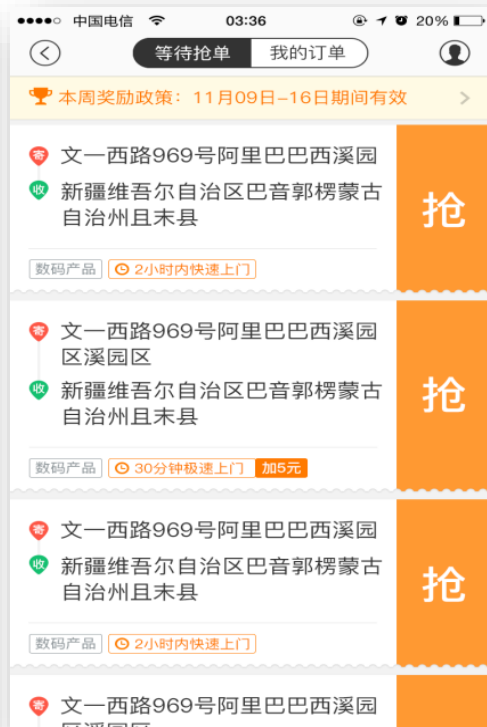 中国电信 03:36 20%
等待抢单 我的订单
本周奖励政策：11月09日–16日期间有效
寄 文一西路969号阿里巴巴西溪园
收 新疆维吾尔自治区巴音郭楞蒙古
自治州且末县
抢
数码产品 2小时内快速上门
寄 文一西路969号阿里巴巴西溪园
区溪园区
收 新疆维吾尔自治区巴音郭楞蒙古
自治州且末县
抢
数码产品 30分钟极速上门 加5元
寄 文一西路969号阿里巴巴西溪园
收 新疆维吾尔自治区巴音郭楞蒙古
自治州且末县
抢
数码产品 2小时内快速上门
寄 文一西路969号阿里巴巴西溪园